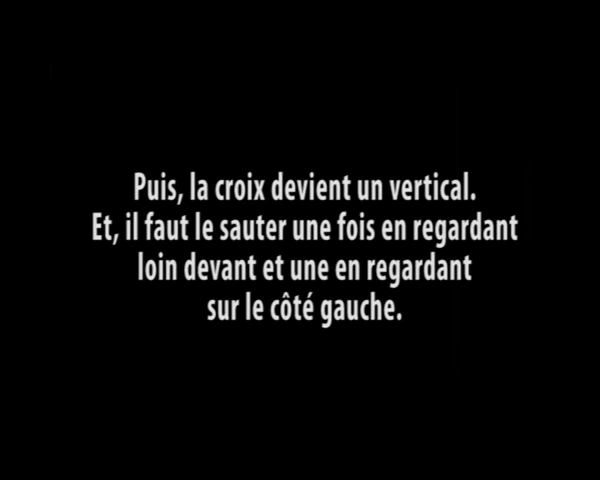 Puis, la croix devient un vertical.
Et, il faut le sauter une fois en regardant
loin devant et une en regardant
sur le côté gauche.